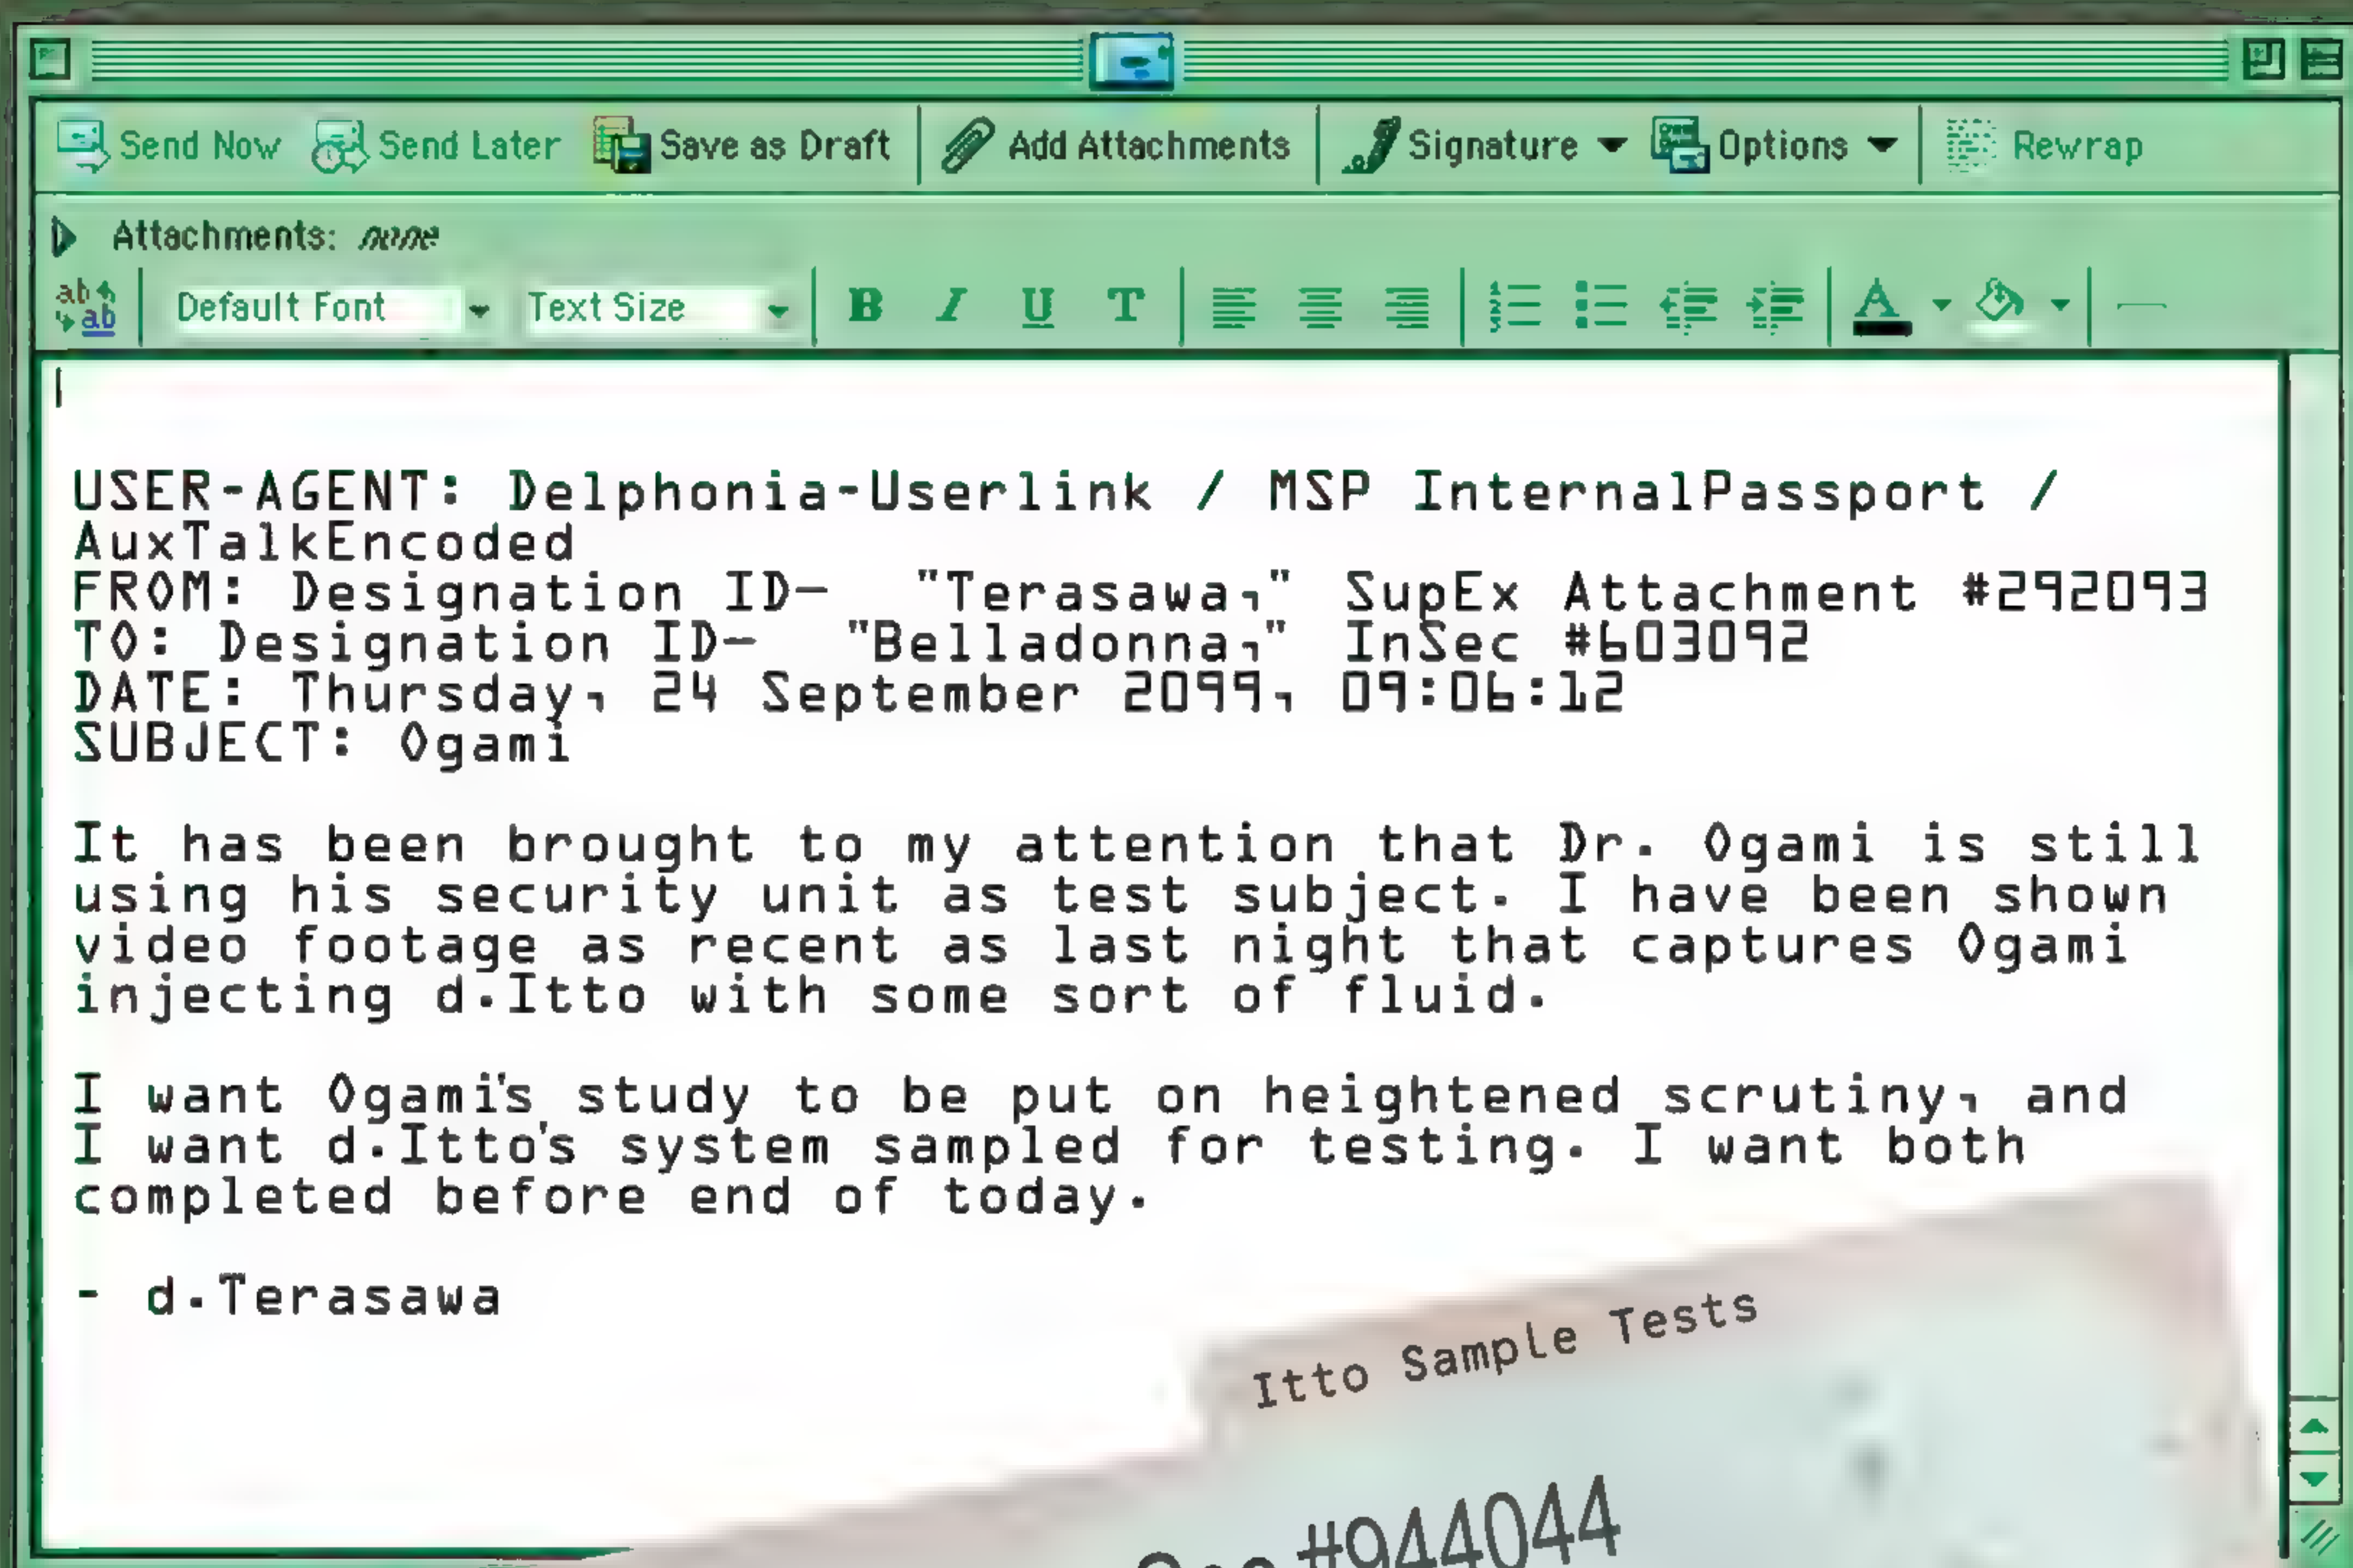 Send Now Send Later Save as Draft Add Attachments Signature Options Rewrap
Attachments: none
ab ab Default Font Text Size B I U T A
USER-AGENT: Delphonia-Userlink / MSP InternalPassport /
AuxTalkEncoded
FROM: Designation ID- "Terasawa," SupEx Attachment #292093
TO: Designation ID- "Belladonna," InSec #603092
DATE: Thursday, 24 September 2099, 09:06:12
SUBJECT: Ogami
It has been brought to my attention that Dr. Ogami is still
using his security unit as test subject. I have been shown
video footage as recent as last night that captures Ogami
injecting d.Itto with some sort of fluid.
I want Ogami's study to be put on heightened scrutiny, and
I want d.Itto's system sampled for testing. I want both
completed before end of today.
- d.Terasawa
Itto Sample Tests
#944044